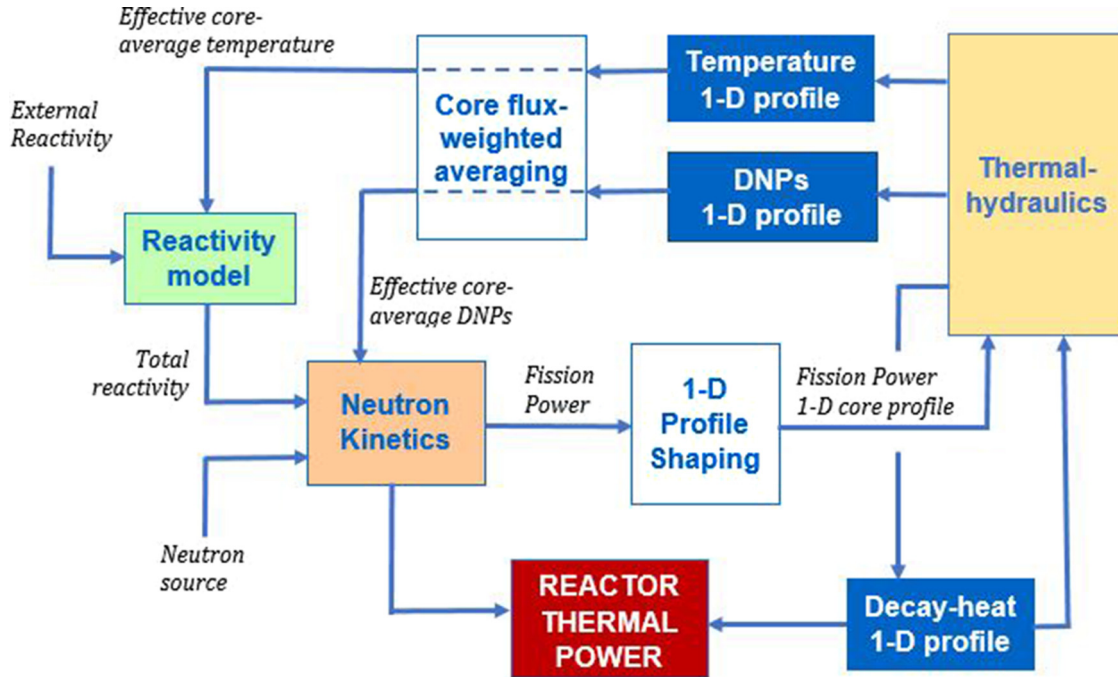 Effective core-
average temperature
External
Reactivity
Core flux-
weighted
averaging
Temperature
1-D profile
DNPs
1-D profile
Thermal-
hydraulics
Reactivity
model
Effective core-
average DNPs
Total
reactivity
Neutron
Kinetics
Fission
Power
1-D
Profile
Shaping
Fission Power
1-D core profile
Neutron
source
REACTOR
THERMAL
POWER
Decay-heat
1-D profile